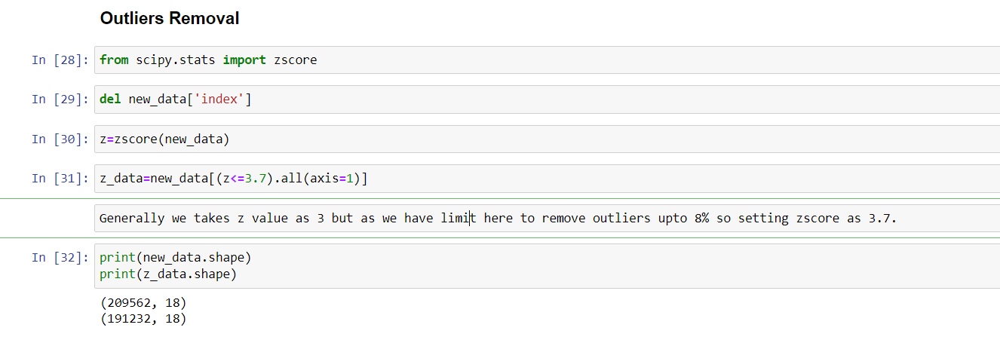 Outliers Removal
In [28]: from scipy.stats import zscore
In [29]: del new_data['index']
In [30]: z=zscore(new_data)
In [31]: z_data=new_data[(z<=3.7).all(axis=1)]
Generally we takes z value as 3 but as we have limit here to remove outliers upto 8% so setting zscore as 3.7.
In [32]: print(new_data.shape)
print(z_data.shape)
(209562, 18)
(191232, 18)